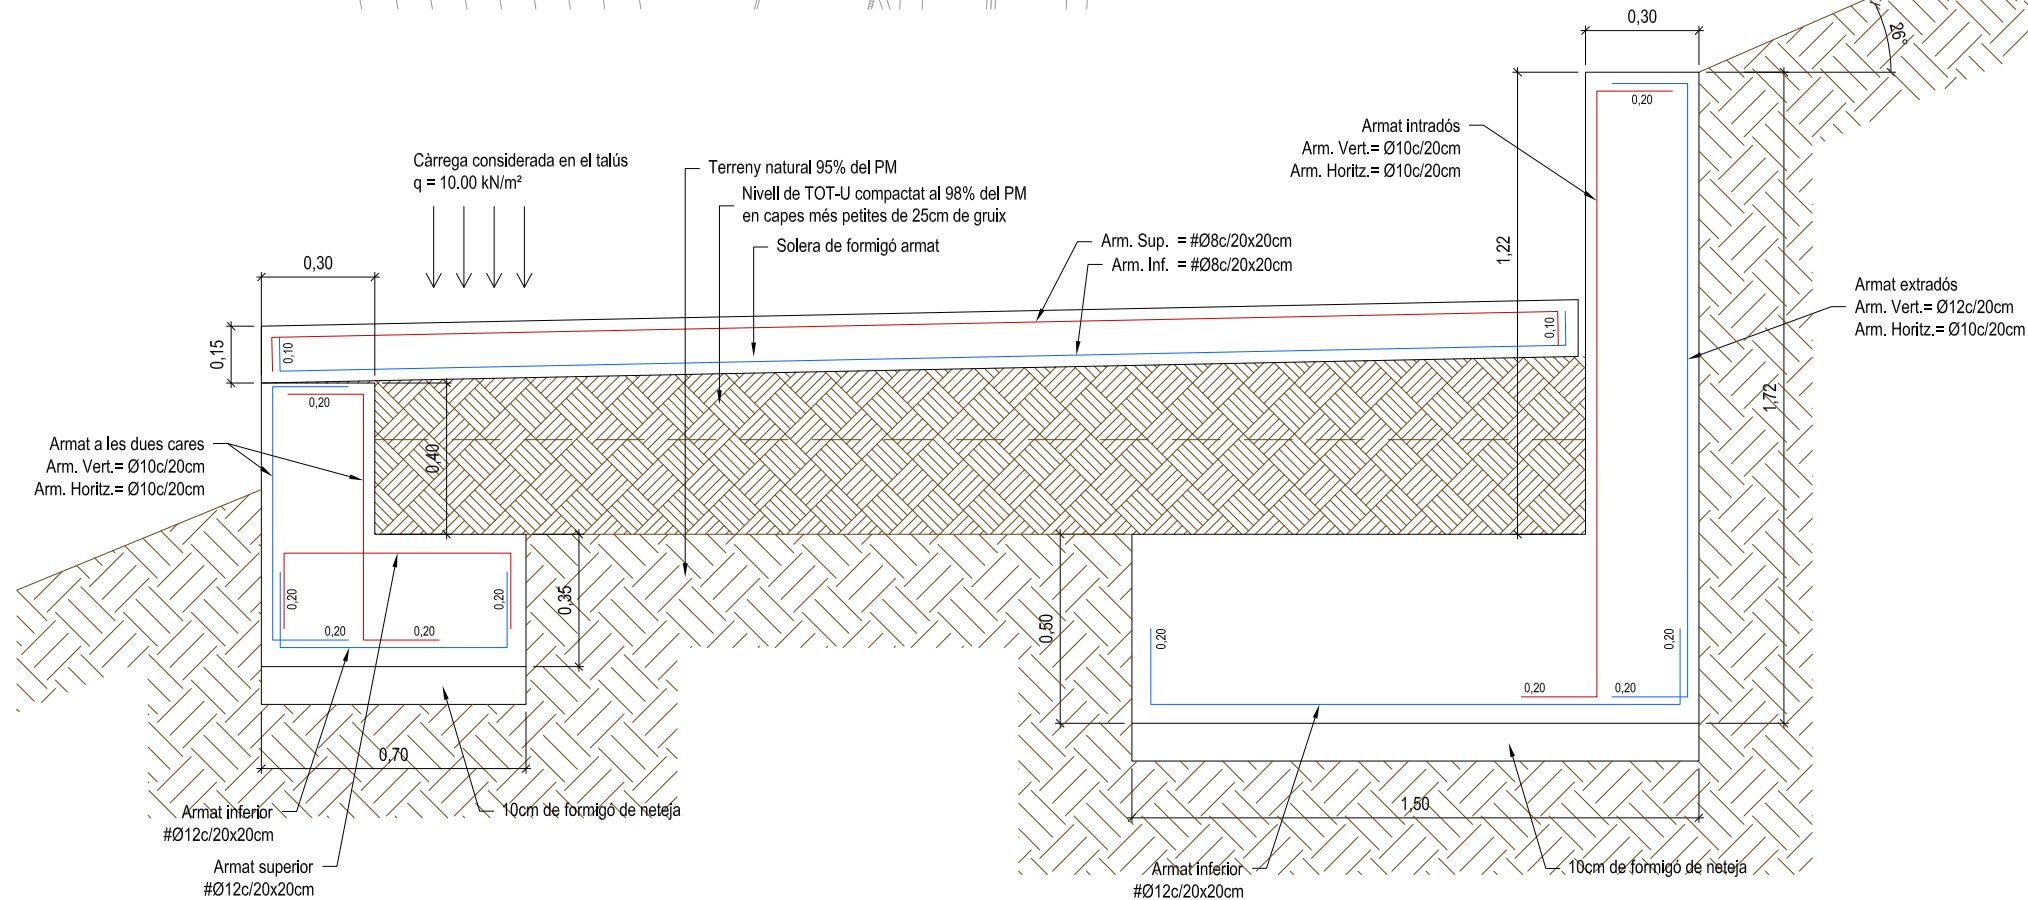 0,30
26°
0,20
Armat intradós
Arm. Vert.= Ø10c/20cm
Arm. Horitz.= Ø10c/20cm
Càrrega considerada en el talús
q = 10.00 kN/m²
Terreny natural 95% del PM
Nivell de TOT-U compactat al 98% del PM
en capes més petites de 25cm de gruix
Solera de formigó armat
Arm. Sup. = #Ø8c/20x20cm
Arm. Inf. = #Ø8c/20x20cm
1,22
0,30
Armat extradós
Arm. Vert.= Ø12c/20cm
Arm. Horitz.= Ø10c/20cm
0,15
0,10
0,10
1,72
0,20
Armat a les dues cares
Arm. Vert.= Ø10c/20cm
Arm. Horitz.= Ø10c/20cm
0,40
0,20
0,20
0,35
0,20
0,20
0,50
0,20
0,20
0,20
0,20
0,70
1,50
Armat inferior
#Ø12c/20x20cm
10cm de formigó de neteja
Armat superior
#Ø12c/20x20cm
Armat inferior
#Ø12c/20x20cm
10cm de formigó de neteja